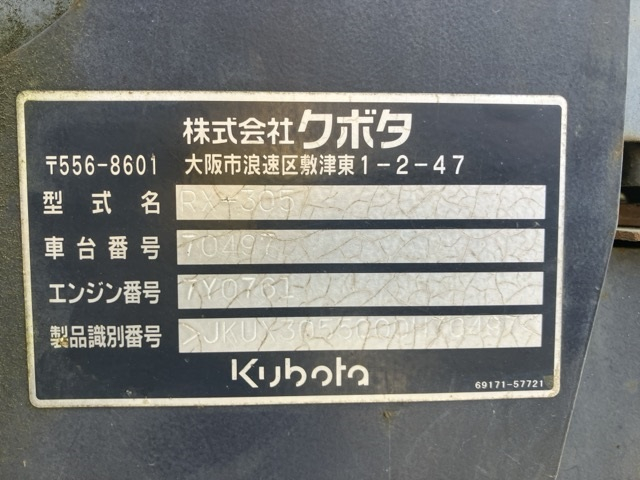 株式会社クボタ
〒556-8601 大阪市浪速区敷津東1-2-47
型式名 RX-305
車台番号 70497
エンジン番号 7Y0761
製品識別番号
Kubota
69171-57721